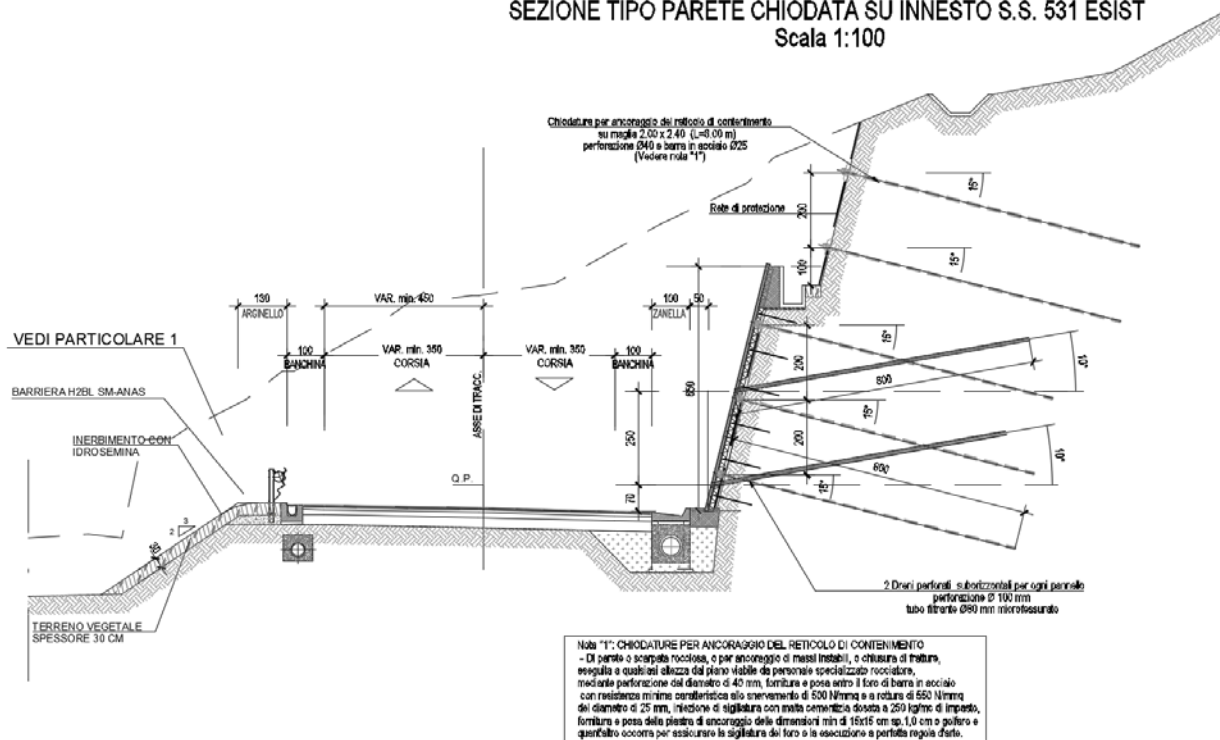 SEZIONE TIPO PARETE CHIODATA SU INNESTO S.S. 531 ESIST
Scala 1:100
Chiodature per ancoraggio del reticolo di contenimento
su maglia 2.00 x 2.40 (L=8.00 m)
perforazione Ø40 e barra in acciaio Ø25
(Vedere nota "1")
Rete di protezione
15°
200
15°
100
130
ARGINELLO
VAR. min. 450
100
ZANELLA
50
VEDI PARTICOLARE 1
100
BANCHINA
VAR. min. 350
CORSIA
VAR. min. 350
CORSIA
100
BANCHINA
650
15°
200
10°
800
BARRIERA H2BL SM-ANAS
ASSE DI TRACC.
15°
INERBIMENTO CON
IDROSEMINA
250
200
10°
600
Q.P.
70
15°
3
2
2 Dreni perforati suborizzontali per ogni pannello
perforazione Ø 100 mm
tubo filtrante Ø80 mm microfessurato
TERRENO VEGETALE
SPESSORE 30 CM
Nota "1": CHIODATURE PER ANCORAGGIO DEL RETICOLO DI CONTENIMENTO
- Di parete o scarpata rocciosa, o per ancoraggio di massi instabili, o chiusura di fratture,
eseguita a qualsiasi altezza dal piano viabile da personale specializzato rocciatore,
mediante perforazione del diametro di 40 mm, fornitura e posa entro il foro di barra in acciaio
con resistenza minima caratteristica allo snervamento di 500 N/mmq e a rottura di 550 N/mmq
del diametro di 25 mm, iniezione di sigillatura con malta cementizia dosata a 250 kg/mc di impasto,
fornitura e posa della piastra di ancoraggio delle dimensioni min di 15x15 cm sp.1,0 cm o golfaro e
quant'altro occorra per assicurare la sigillatura del foro e la esecuzione a perfetta regola d'arte.